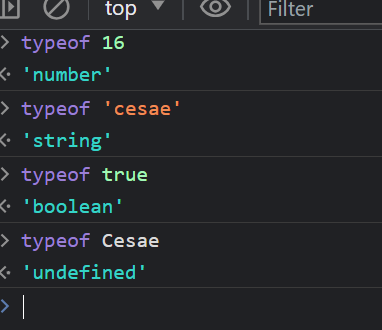 top Filter
typeof 16
'number'
typeof 'cesae'
'string'
typeof true
'boolean'
typeof Cesae
'undefined'